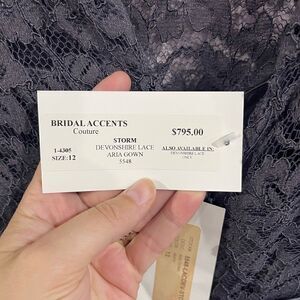 BRIDAL ACCENTS
Couture
$795.00
STORM
1-4305
DEVONSHIRE LACE
ALSO AVAILABLE IN:
SIZE:12
ARIA GOWN
DEVONSHIRE LACE
ONLY
5548
12